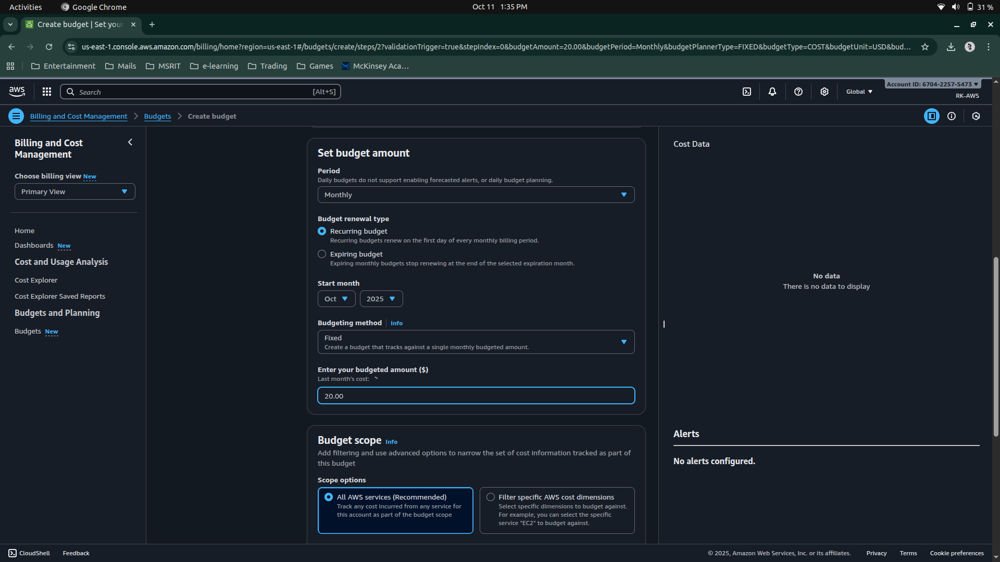 Activities
Google Chrome
Oct 11 1:35 PM
31 %
Create budget | Set your
us-east-1.console.aws.amazon.com/billing/home?region=us-east-1#/budgets/create/steps/2?validationTrigger=true&stepIndex=0&budgetAmount=20.00&budgetPeriod=Monthly&budgetPlannerType=FIXED&budgetType=COST&budgetUnit=USD&bud...
Entertainment
Mails
MSRIT
e-learning
Trading
Games
McKinsey Aca...
aws
Search
[Alt+S]
Global
Account ID: 6704-2257-5473
RK-AWS
Billing and Cost Management
Budgets
Create budget
Billing and Cost
Management
Choose billing view New
Primary View
Home
Dashboards New
Cost and Usage Analysis
Cost Explorer
Cost Explorer Saved Reports
Budgets and Planning
Budgets New
Set budget amount
Period
Daily budgets do not support enabling forecasted alerts, or daily budget planning.
Monthly
Budget renewal type
Recurring budget
Recurring budgets renew on the first day of every monthly billing period.
Expiring budget
Expiring monthly budgets stop renewing at the end of the selected expiration month.
Start month
Oct
2025
Budgeting method
Info
Fixed
Create a budget that tracks against a single monthly budgeted amount.
Enter your budgeted amount ($)
Last month's cost:
20.00
Budget scope Info
Add filtering and use advanced options to narrow the set of cost information tracked as part of
this budget
Scope options
All AWS services (Recommended)
Track any cost incurred from any service for
this account as part of the budget scope
Filter specific AWS cost dimensions
Select specific dimensions to budget against.
For example, you can select the specific
service "EC2" to budget against.
Cost Data
No data
There is no data to display
Alerts
No alerts configured.
CloudShell
Feedback
© 2025, Amazon Web Services, Inc. or its affiliates.
Privacy
Terms
Cookie preferences